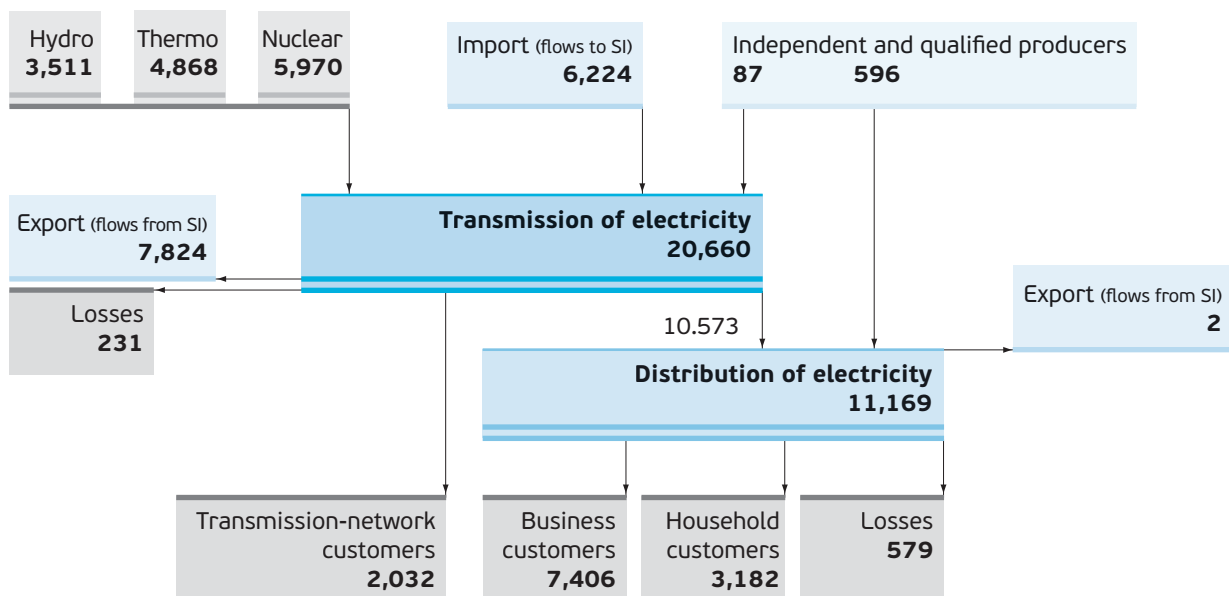 Hydro
3,511
Thermo
4,868
Nuclear
5,970
Import (flows to SI)
6,224
Independent and qualified producers
87 596
Transmission of electricity
20,660
Export (flows from SI)
7,824
Losses
231
10.573
Export (flows from SI)
2
Distribution of electricity
11,169
Transmission-network
customers
2,032
Business
customers
7,406
Household
customers
3,182
Losses
579